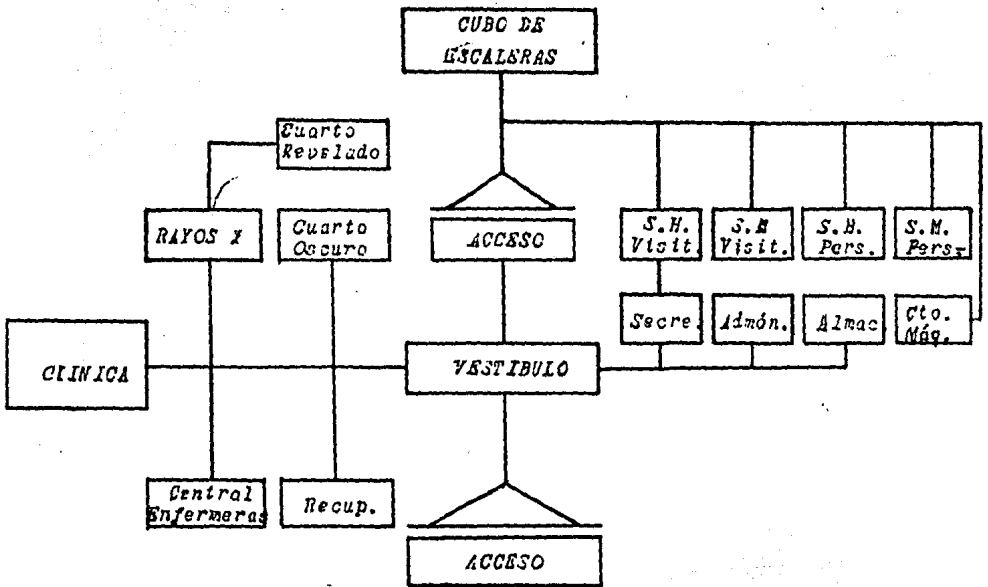 CUBO DE
ESCALERAS
Cuarto
Revelado
RAYOS X
Cuarto
Oscuro
ACCESO
S.H.
Visit.
S.M
Visit.
S.H.
Pers.
S.M.
Pers.
Secre.
Admón.
Almac
Cto.
Máq.
CLINICA
VESTIBULO
Central
Enfermeras
Recup.
ACCESO